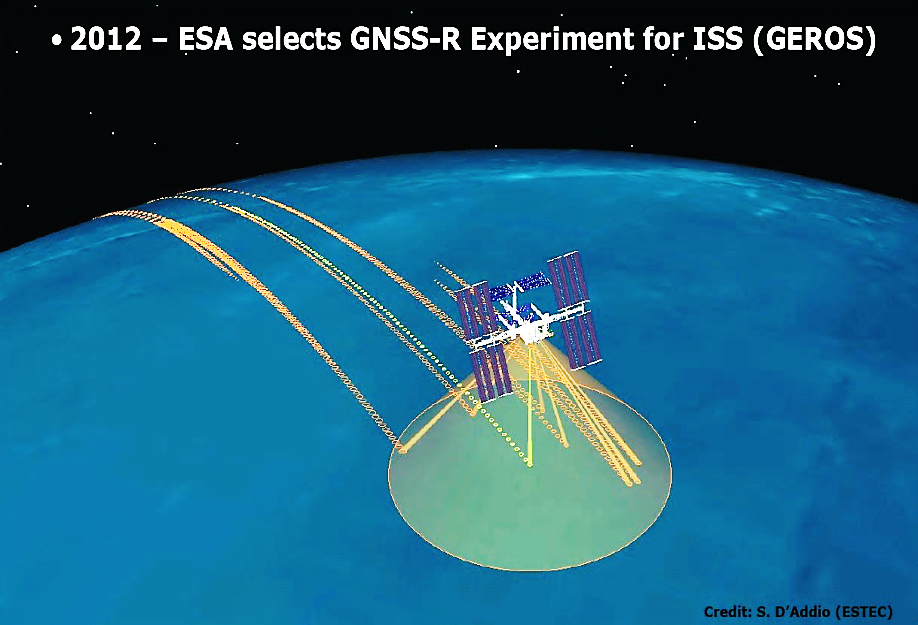 • 2012 – ESA selects GNSS-R Experiment for ISS (GEROS)
Credit: S. D'Addio (ESTEC)